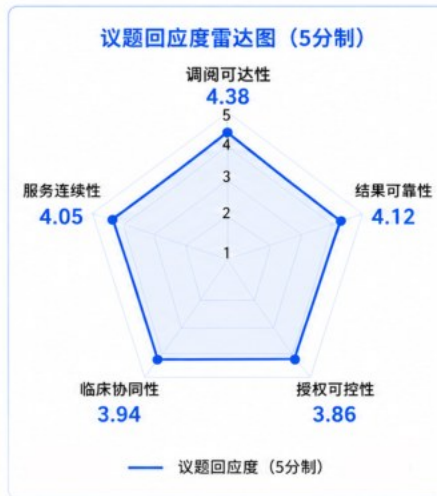 议题回应度雷达图（5分制）
调阅可达性
4.38
5
4
3
2
1
服务连续性
4.05
结果可靠性
4.12
临床协同性
3.94
授权可控性
3.86
议题回应度（5分制）